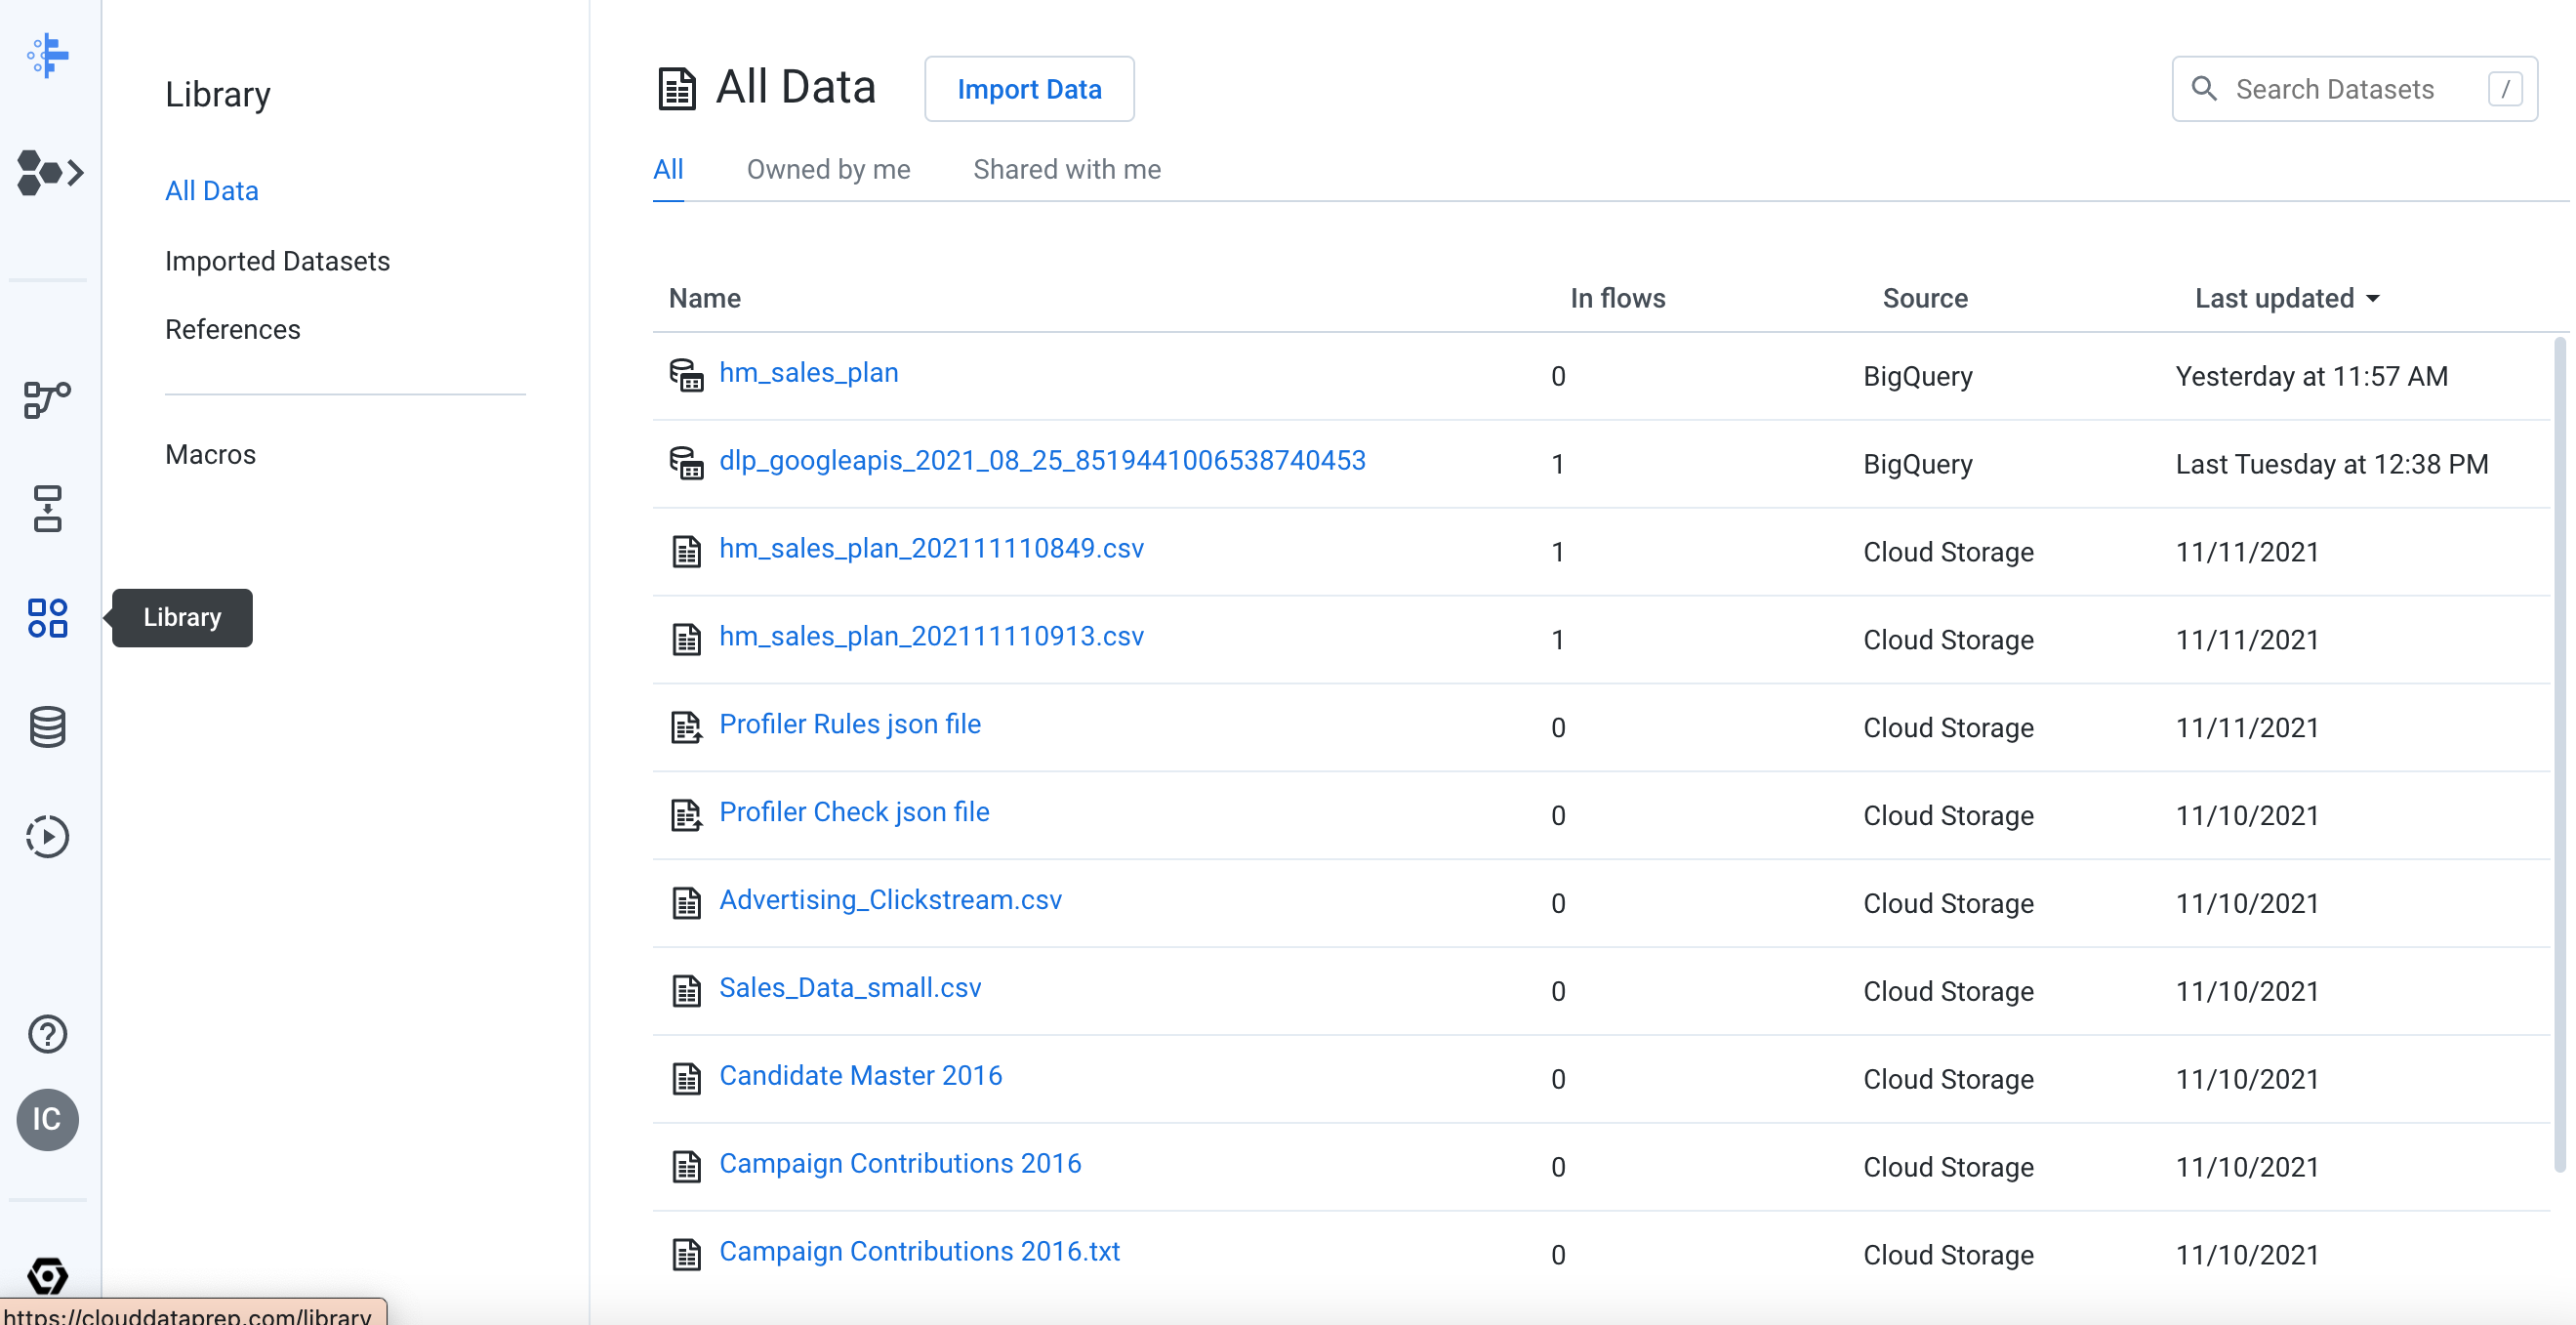 Library
All Data
Imported Datasets
References
Macros
Library
IC
https://clouddataprep.com/library
All Data
Import Data
Search Datasets /
All Owned by me Shared with me
Name In flows Source Last updated
hm_sales_plan 0 BigQuery Yesterday at 11:57 AM
dlp_googleapis_2021_08_25_8519441006538740453 1 BigQuery Last Tuesday at 12:38 PM
hm_sales_plan_202111110849.csv 1 Cloud Storage 11/11/2021
hm_sales_plan_202111110913.csv 1 Cloud Storage 11/11/2021
Profiler Rules json file 0 Cloud Storage 11/11/2021
Profiler Check json file 0 Cloud Storage 11/10/2021
Advertising_Clickstream.csv 0 Cloud Storage 11/10/2021
Sales_Data_small.csv 0 Cloud Storage 11/10/2021
Candidate Master 2016 0 Cloud Storage 11/10/2021
Campaign Contributions 2016 0 Cloud Storage 11/10/2021
Campaign Contributions 2016.txt 0 Cloud Storage 11/10/2021